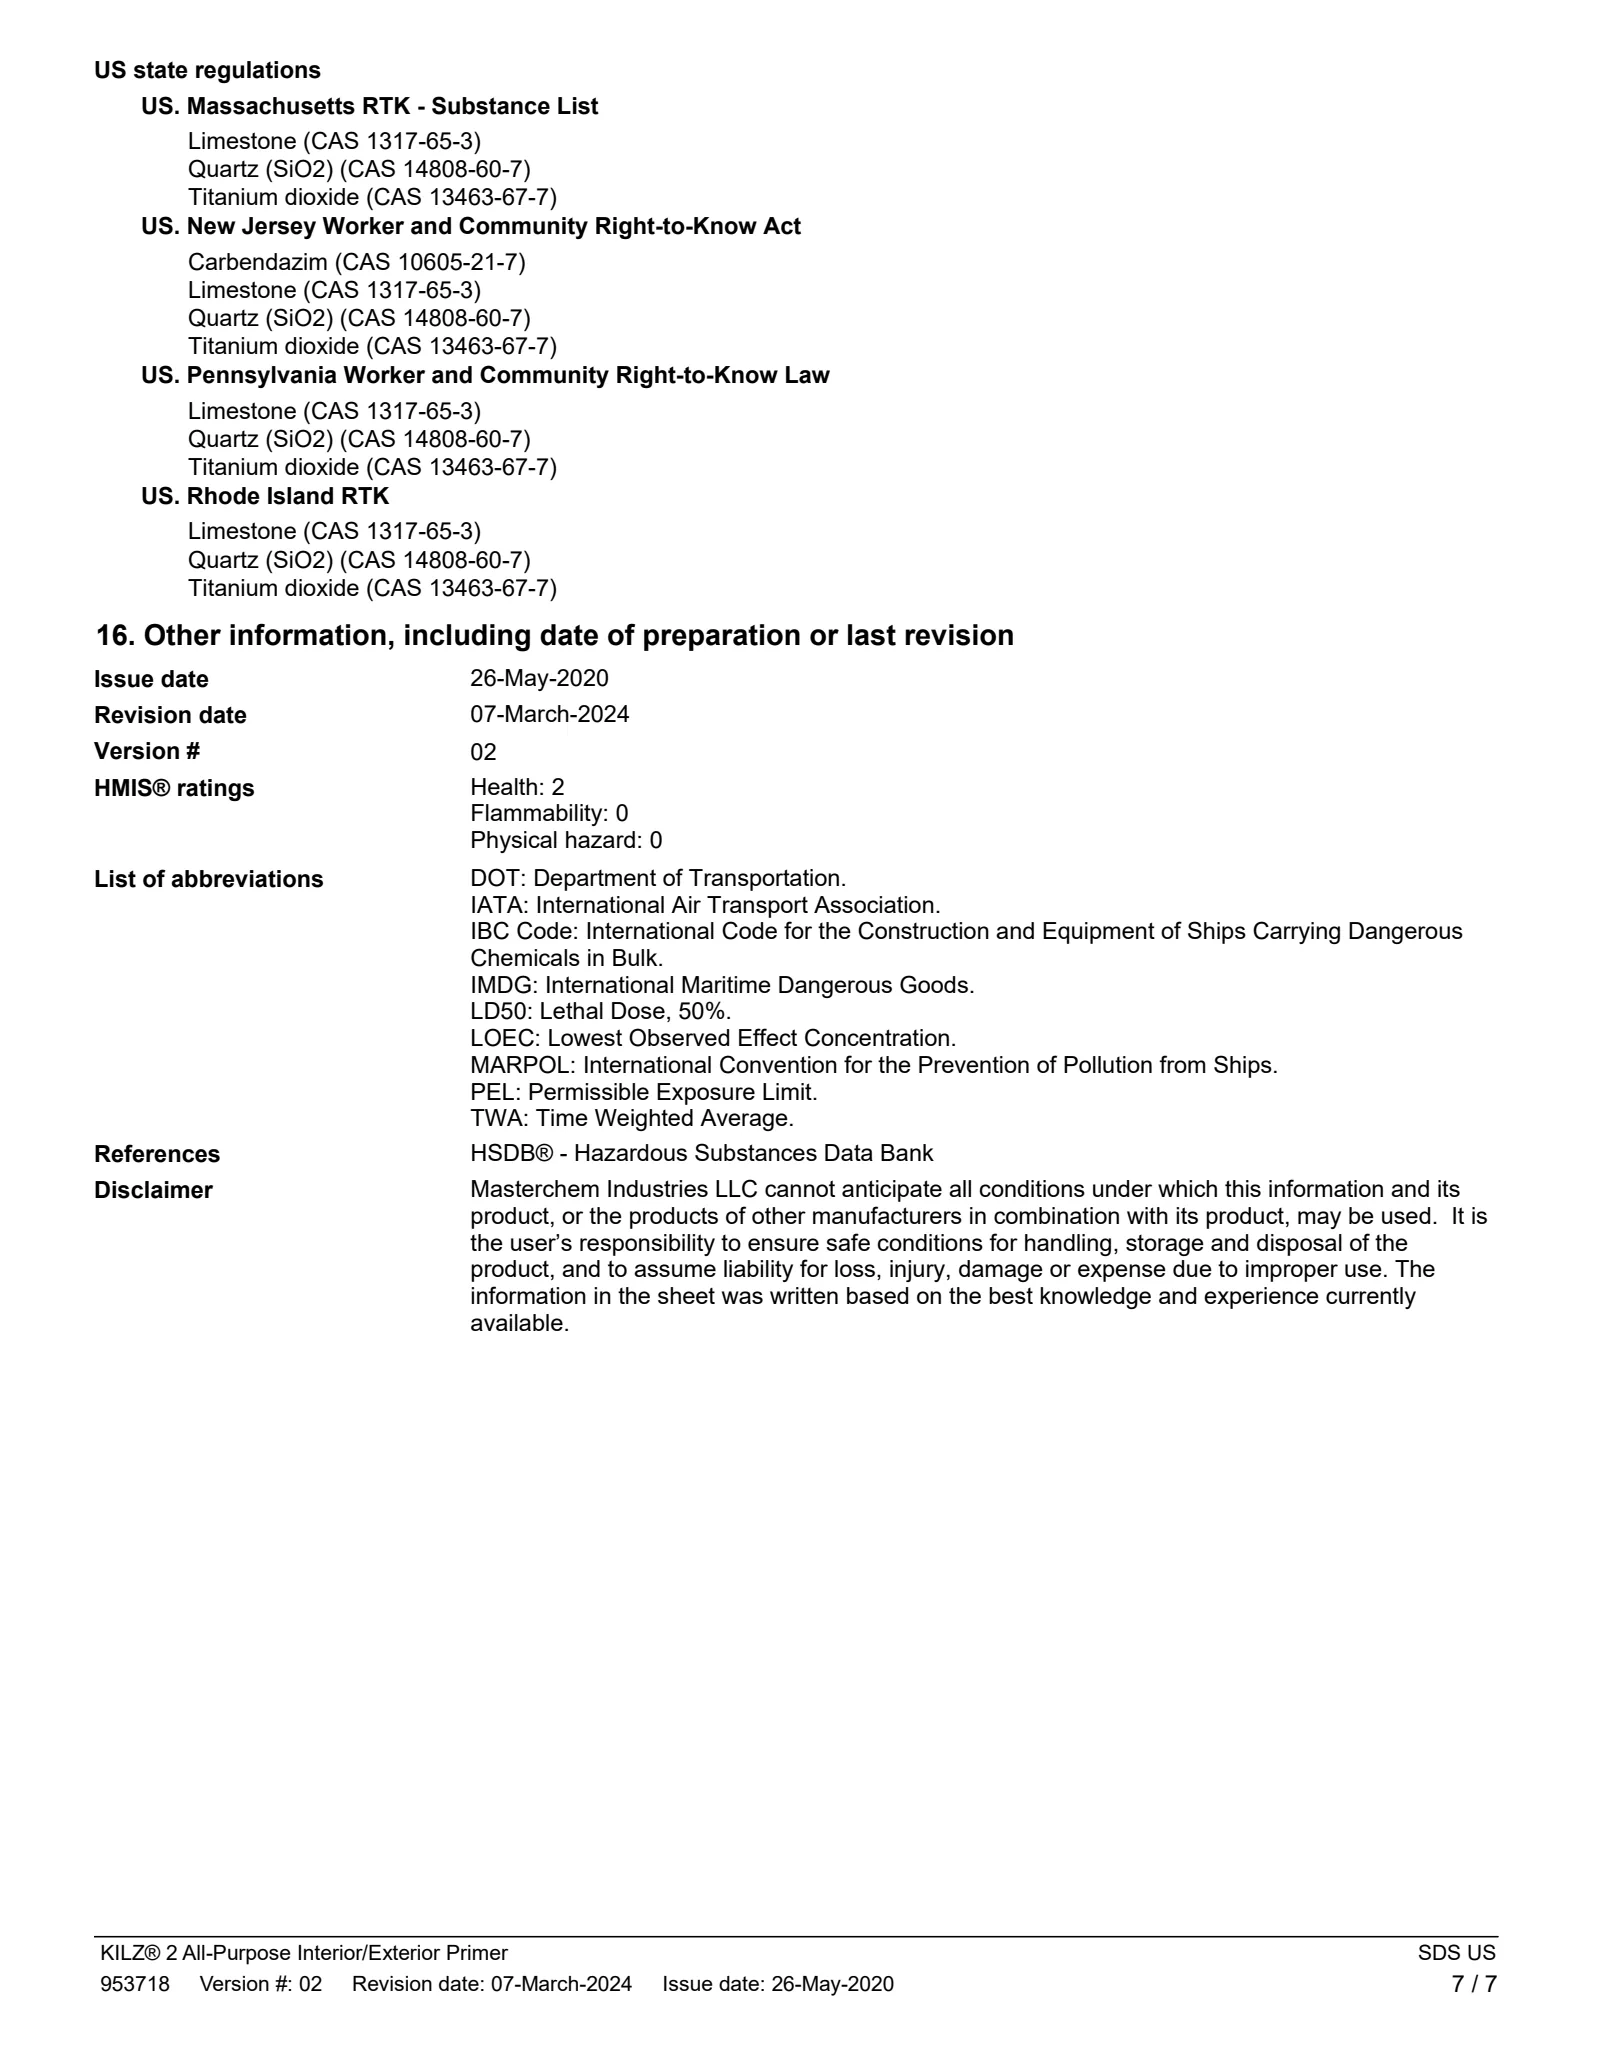 US state regulations
US. Massachusetts RTK - Substance List
Limestone (CAS 1317-65-3)
Quartz (SiO2) (CAS 14808-60-7)
Titanium dioxide (CAS 13463-67-7)
US. New Jersey Worker and Community Right-to-Know Act
Carbendazim (CAS 10605-21-7)
Limestone (CAS 1317-65-3)
Quartz (SiO2) (CAS 14808-60-7)
Titanium dioxide (CAS 13463-67-7)
US. Pennsylvania Worker and Community Right-to-Know Law
Limestone (CAS 1317-65-3)
Quartz (SiO2) (CAS 14808-60-7)
Titanium dioxide (CAS 13463-67-7)
US. Rhode Island RTK
Limestone (CAS 1317-65-3)
Quartz (SiO2) (CAS 14808-60-7)
Titanium dioxide (CAS 13463-67-7)
16. Other information, including date of preparation or last revision
Issue date 26-May-2020
Revision date 07-March-2024
Version # 02
HMIS® ratings Health: 2
Flammability: 0
Physical hazard: 0
List of abbreviations DOT: Department of Transportation.
IATA: International Air Transport Association.
IBC Code: International Code for the Construction and Equipment of Ships Carrying Dangerous
Chemicals in Bulk.
IMDG: International Maritime Dangerous Goods.
LD50: Lethal Dose, 50%.
LOEC: Lowest Observed Effect Concentration.
MARPOL: International Convention for the Prevention of Pollution from Ships.
PEL: Permissible Exposure Limit.
TWA: Time Weighted Average.
References HSDB® - Hazardous Substances Data Bank
Disclaimer Masterchem Industries LLC cannot anticipate all conditions under which this information and its
product, or the products of other manufacturers in combination with its product, may be used.  It is
the user’s responsibility to ensure safe conditions for handling, storage and disposal of the
product, and to assume liability for loss, injury, damage or expense due to improper use. The
information in the sheet was written based on the best knowledge and experience currently
available.
KILZ® 2 All-Purpose Interior/Exterior Primer SDS US
953718 Version #: 02 Revision date: 07-March-2024 Issue date: 26-May-2020 7 / 7